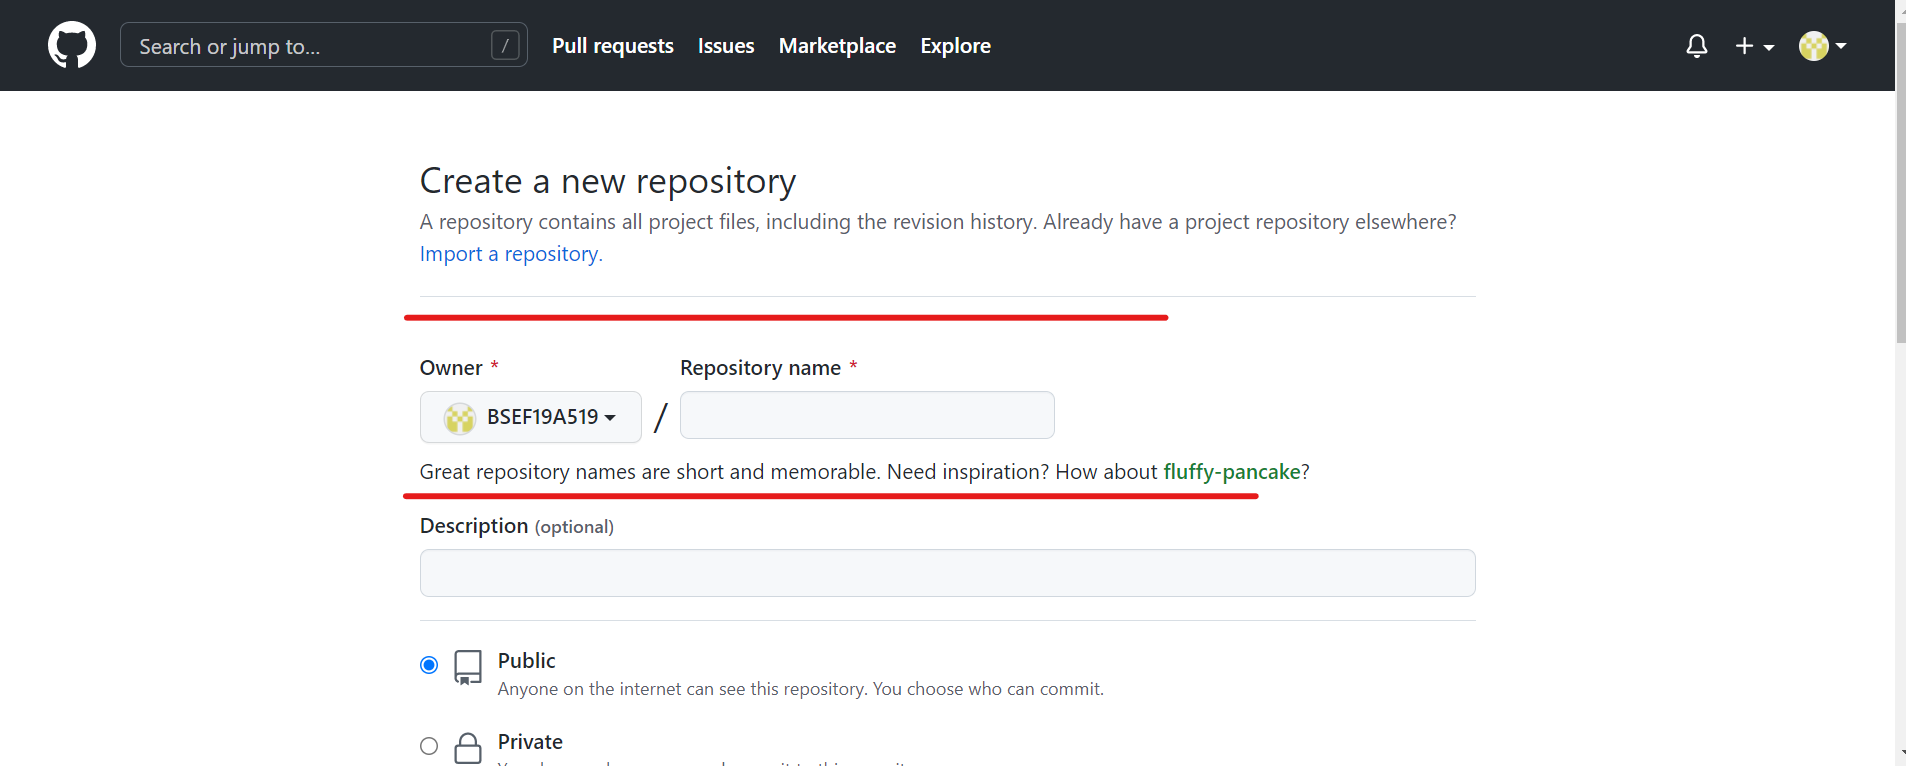 Search or jump to... /
Pull requests Issues Marketplace Explore
Create a new repository
A repository contains all project files, including the revision history. Already have a project repository elsewhere?
Import a repository.
Owner * Repository name *
BSEF19A519 /
Great repository names are short and memorable. Need inspiration? How about fluffy-pancake?
Description (optional)
Public
Anyone on the internet can see this repository. You choose who can commit.
Private